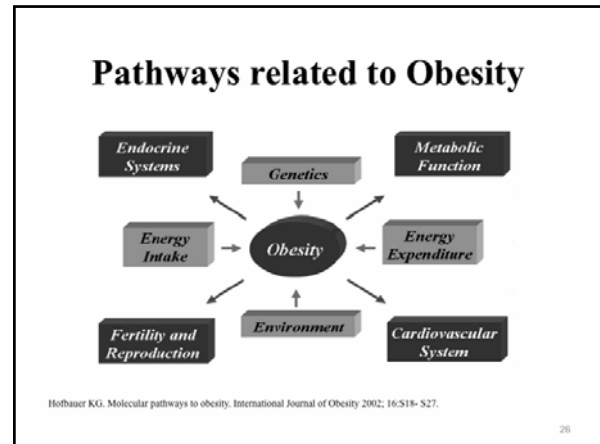 Pathways related to Obesity
Endocrine
Systems
Metabolic
Function
Genetics
Energy
Intake
Obesity
Energy
Expenditure
Fertility and
Reproduction
Environment
Cardiovascular
System
Hofbauer KG. Molecular pathways to obesity. International Journal of Obesity 2002; 16:S18- S27.
26